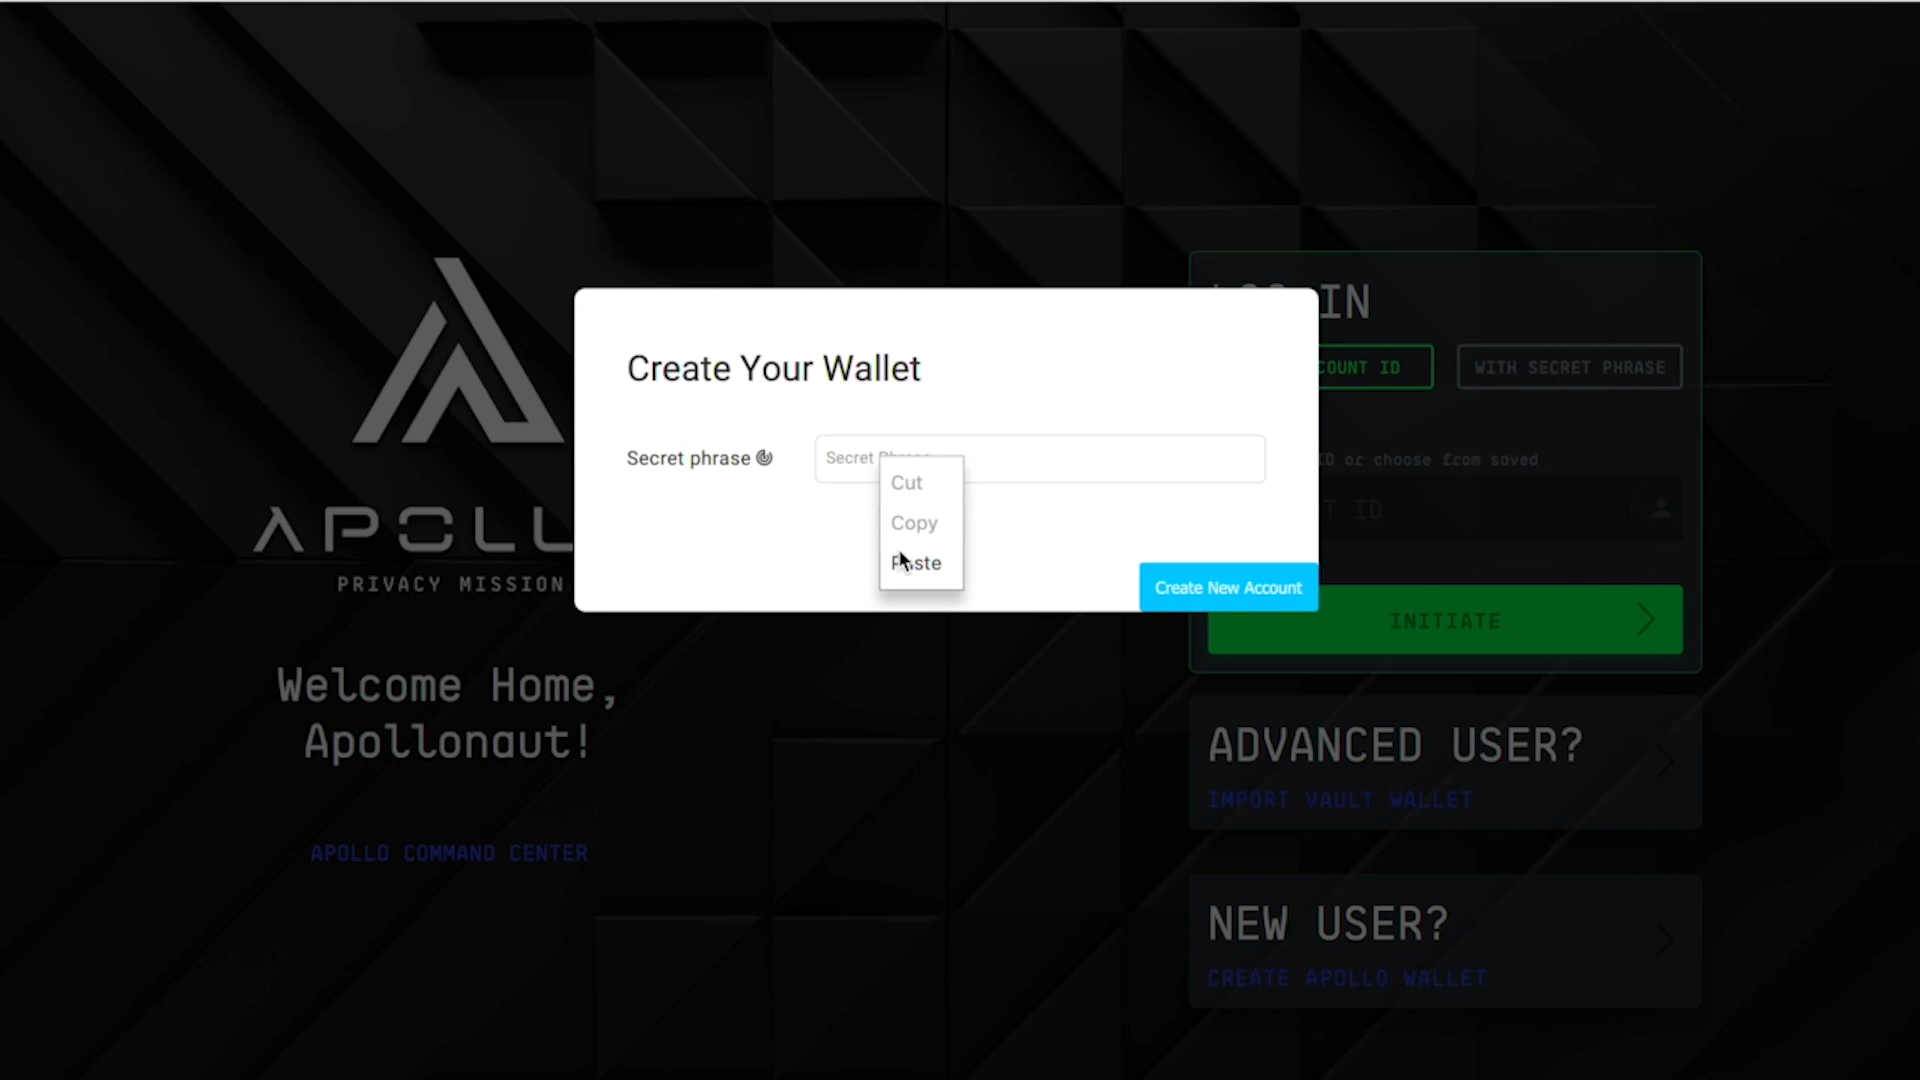 APOLL
PRIVACY MISSION
Welcome Home,
Apollonaut!
APOLLO COMMAND CENTER
Create Your Wallet
Secret phrase
Secret
Cut
Copy
Paste
Create New Account
IN
COUNT ID
WITH SECRET PHRASE
ID or choose from saved
ID
INITIATE
ADVANCED USER?
IMPORT VAULT WALLET
NEW USER?
CREATE APOLLO WALLET